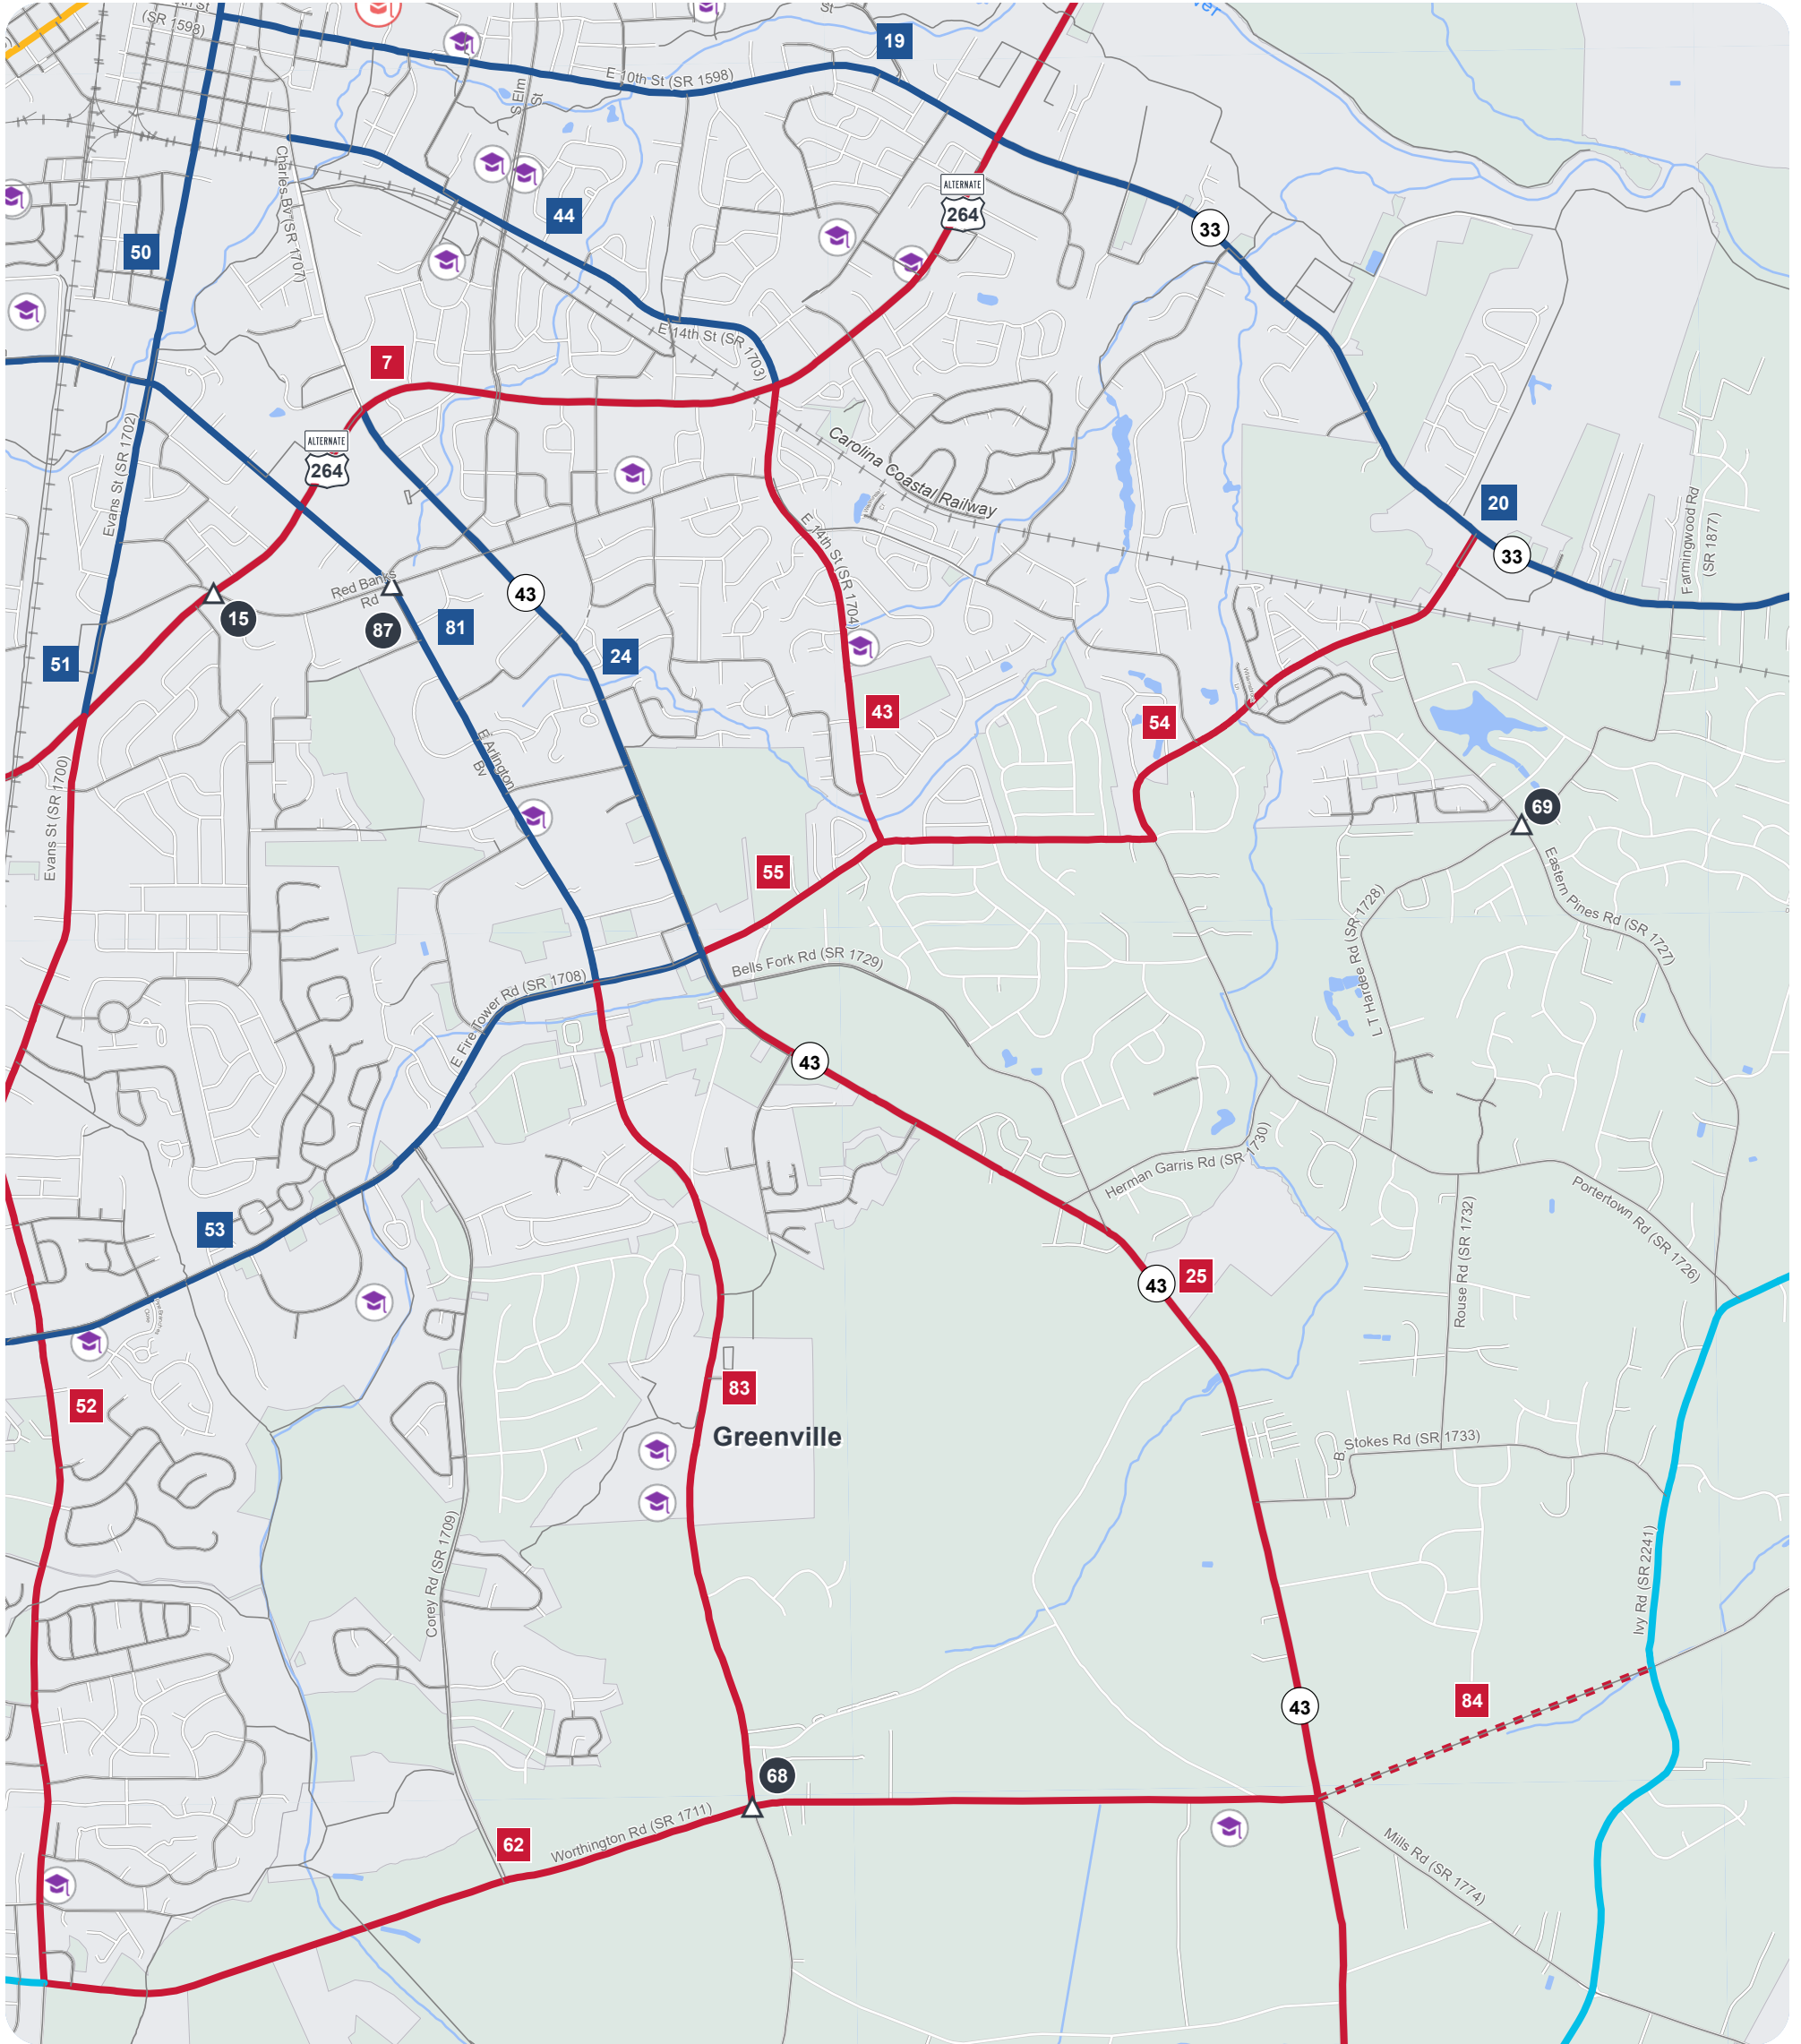 St
(SR 1598)
St
ver
19
E 10th St (SR 1598)
S Elm
St
Charles Bv (SR 1707)
ALTERNATE
264
44
33
50
E 14th St (SR 1703)
7
ALTERNATE
264
Evans St (SR 1702)
Carolina Coastal Railway
20
33
Farmingwood Rd
(SR 1877)
E 14th St (SR 1704)
Red Banks
Rd
15
87
81
43
24
51
43
54
E Arlington
Bv
Evans St (SR 1700)
69
55
Eastern Pines Rd (SR 1727)
L T Hardee Rd (SR 1728)
Bells Fork Rd (SR 1729)
E Fire Tower Rd (SR 1708)
43
Herman Garris Rd (SR 1730)
Portertown Rd (SR 1726)
Rouse Rd (SR 1732)
53
43
25
52
83
Greenville
B Stokes Rd (SR 1733)
Corey Rd (SR 1709)
Ivy Rd (SR 2241)
43
84
68
62
Worthington Rd (SR 1711)
Mills Rd (SR 1774)